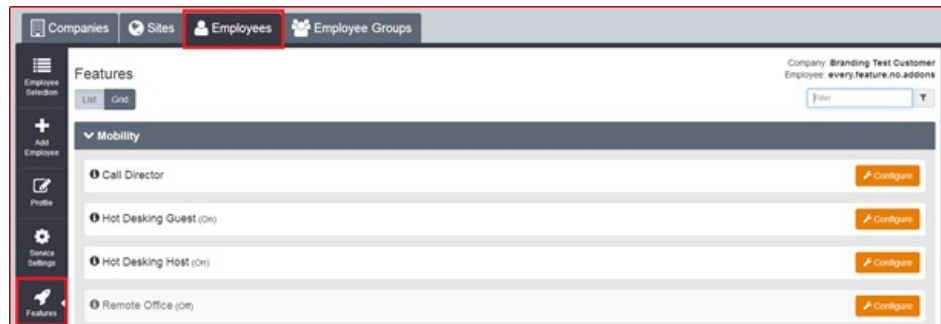 Companies
Sites
Employees
Employee Groups
Employee
Selection
Add
Employee
Profile
Service
Settings
Features
Features
List
Grid
Company: Branding Test Customer
Employee: every.feature.no.addons
Filter
Mobility
Call Director
Configure
Hot Desking Guest (On)
Configure
Hot Desking Host (On)
Configure
Remote Office (Off)
Configure